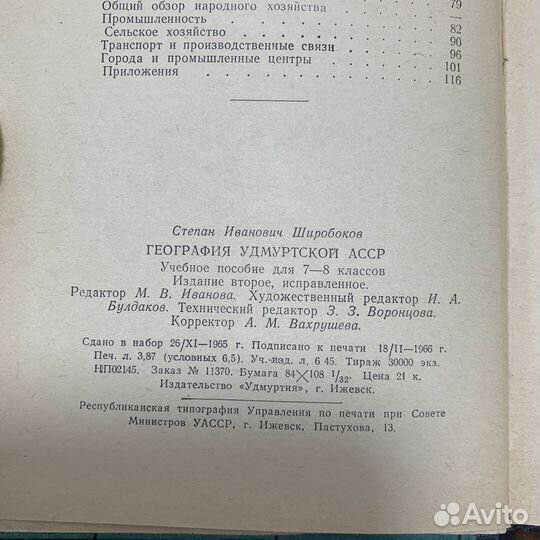 Общий обзор народного хозяйства 79
Промышленность —
Сельское хозяйство 82
Транспорт и производственные связи 90
Города и промышленные центры 96
Приложения 101
116
Степан Иванович Широбоков
ГЕОГРАФИЯ УДМУРТСКОЙ АССР
Учебное пособие для 7—8 классов
Издание второе, исправленное.
Редактор М. В. Иванова. Художественный редактор И. А.
Булдаков. Технический редактор З. З. Воронцова.
Корректор А. М. Вахрушева.
Сдано в набор 26/XI—1965 г. Подписано к печати 18/II—1966 г.
Печ. л. 3,87 (условных 6,5). Уч.-изд. л. 6 45. Тираж 30000 экз.
НП02145. Заказ № 11370. Бумага 84×108 1/32. Цена 21 к.
Издательство «Удмуртия», г. Ижевск.
Республиканская типография Управления по печати при Совете
Министров УАССР, г. Ижевск, Пастухова, 13.
Avito